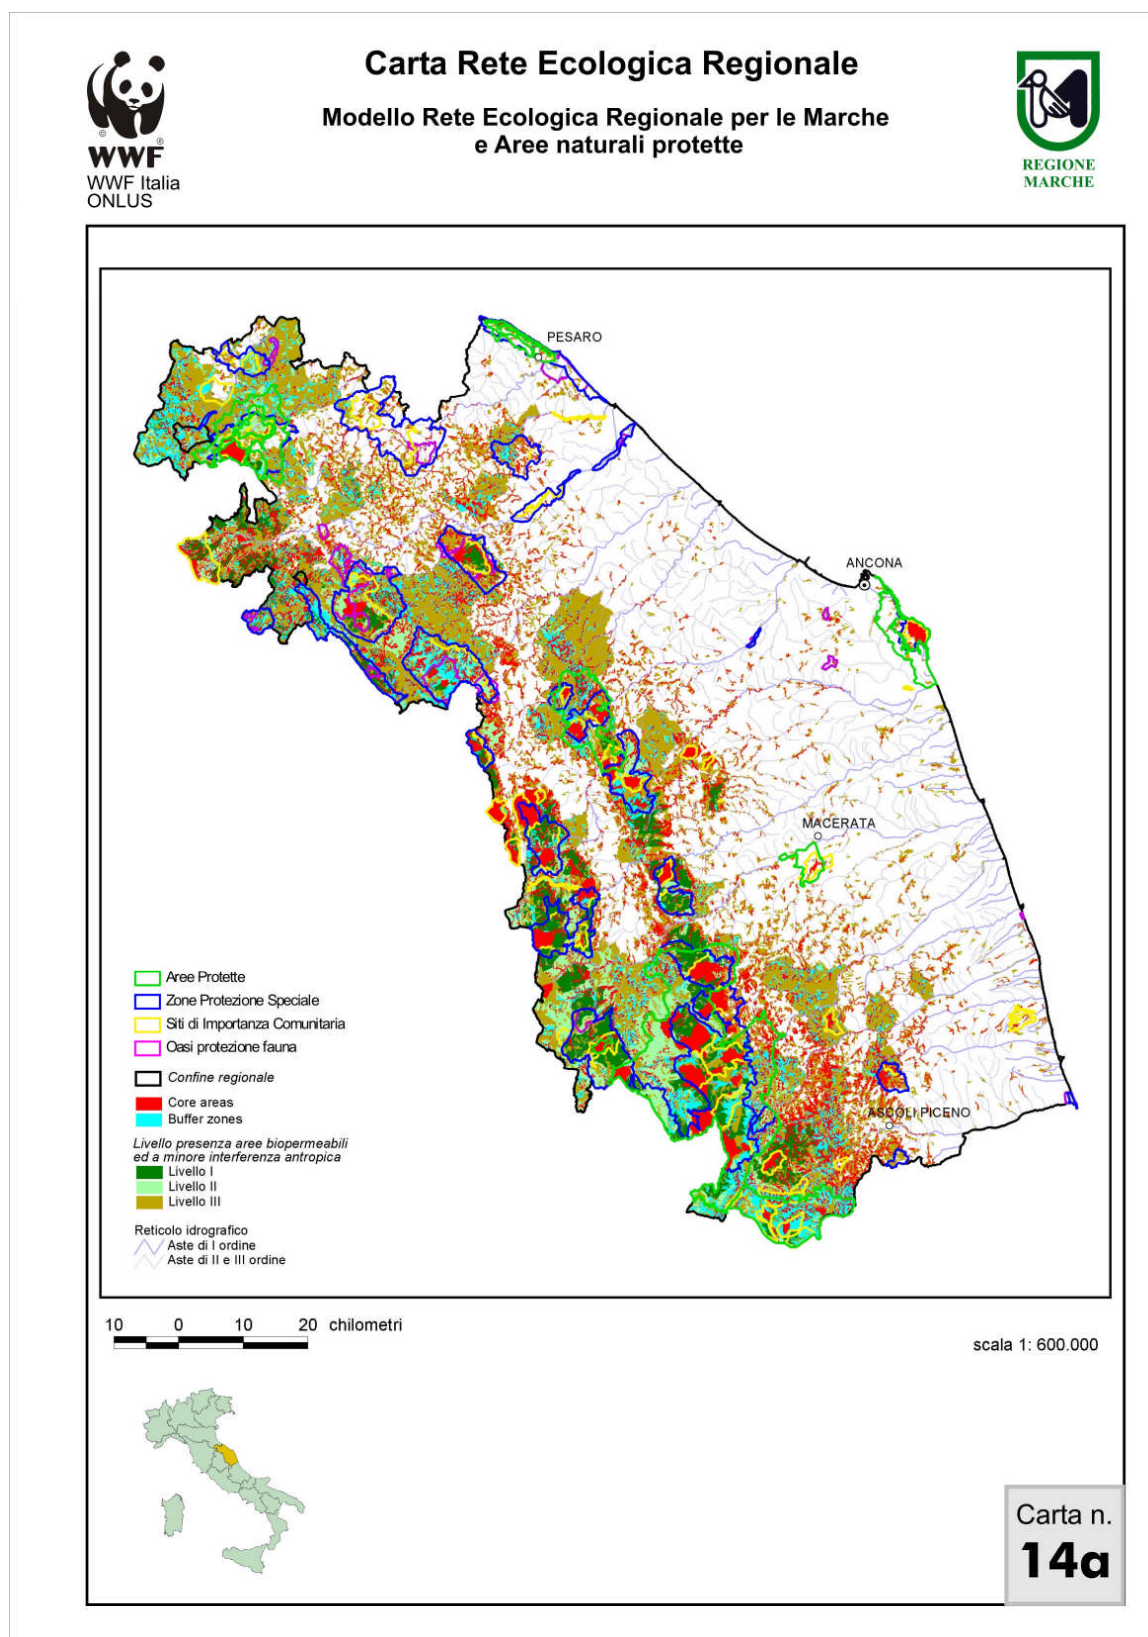 Carta Rete Ecologica Regionale
Modello Rete Ecologica Regionale per le Marche
e Aree naturali protette
©
®
WWF
WWF Italia
ONLUS
REGIONE
MARCHE
PESARO
ANCONA
MACERATA
ASCOLI PICENO
Aree Protette
Zone Protezione Speciale
Siti di Importanza Comunitaria
Oasi protezione fauna
Confine regionale
Core areas
Buffer zones
Livello presenza aree biopermeabili
ed a minore interferenza antropica
Livello I
Livello II
Livello III
Reticolo idrografico
Aste di I ordine
Aste di II e III ordine
10 0 10 20 chilometri
scala 1: 600.000
Carta n.
14a